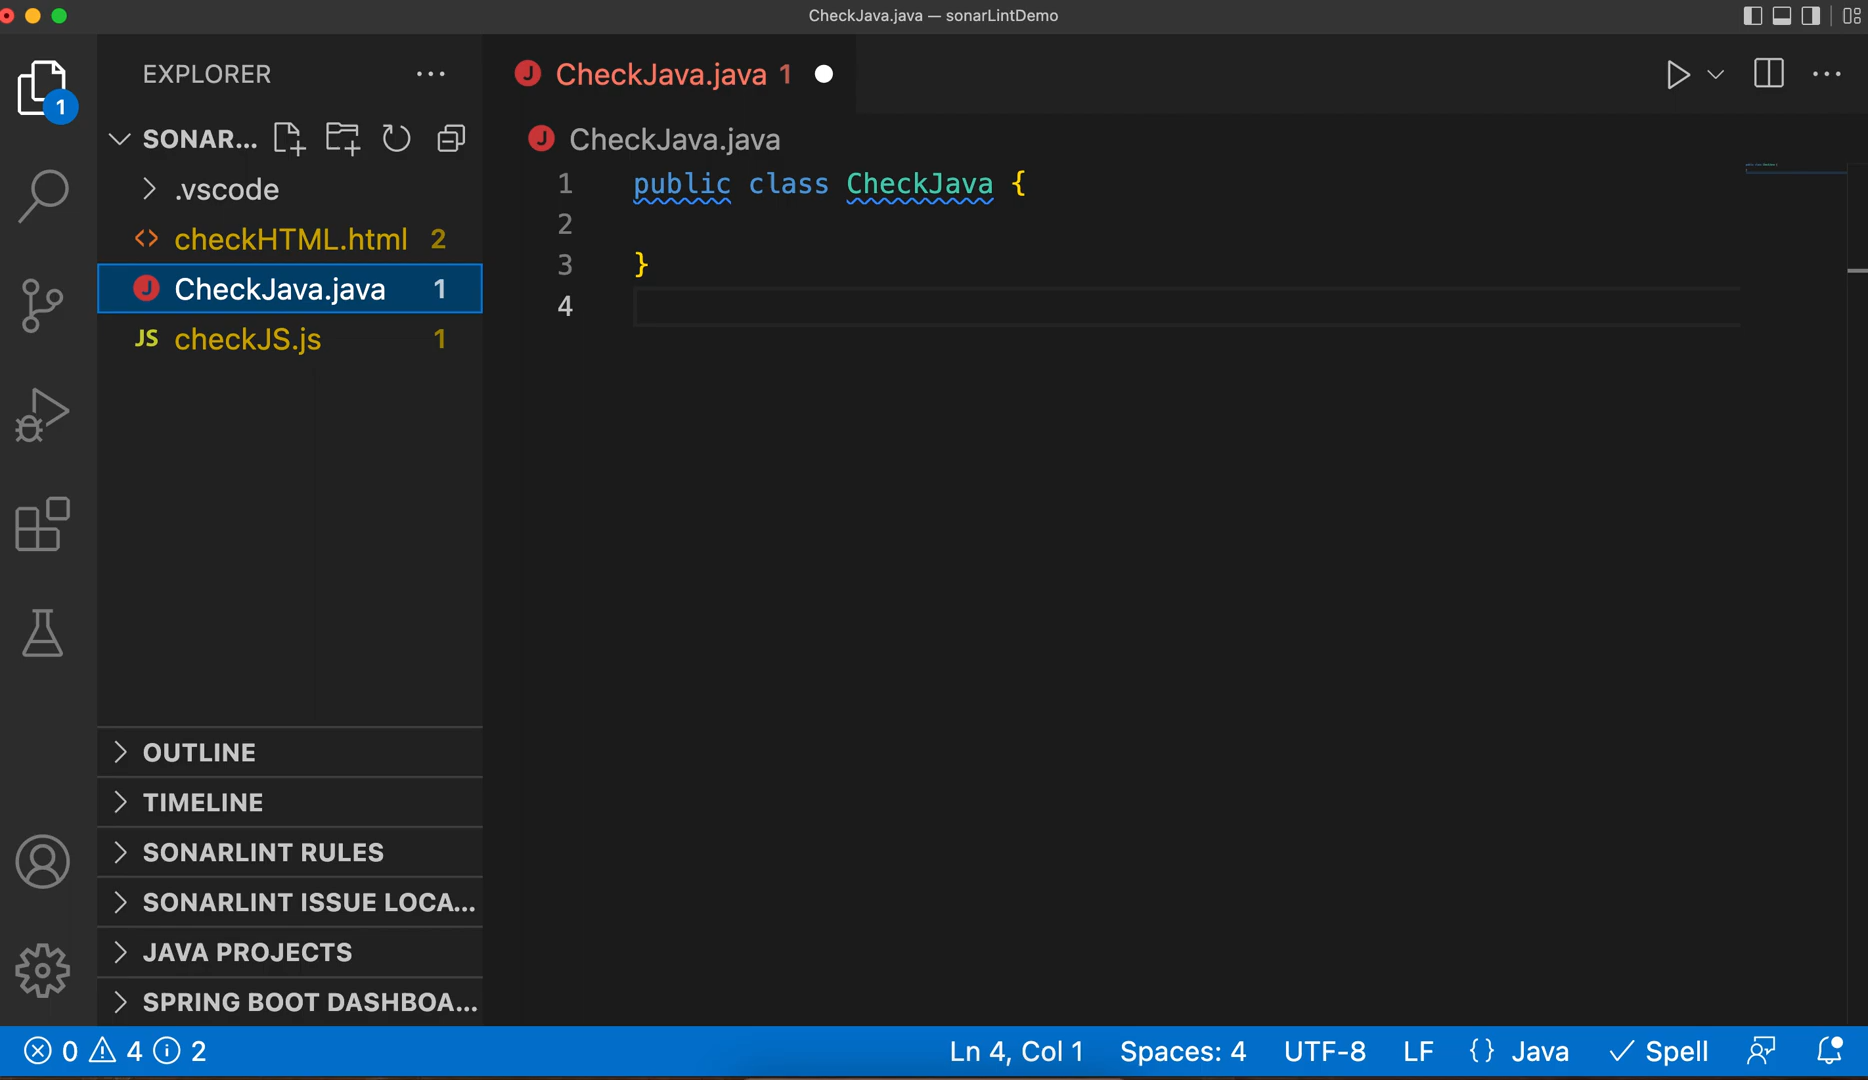 CheckJava.java — sonarLintDemo
EXPLORER
1
SONAR...
.vscode
<> checkHTML.html 2
J CheckJava.java 1
JS checkJS.js 1
OUTLINE
TIMELINE
SONARLINT RULES
SONARLINT ISSUE LOCA...
JAVA PROJECTS
SPRING BOOT DASHBOA...
J CheckJava.java 1
J CheckJava.java
1 public class CheckJava {
2
3 }
4
0 4 2
Ln 4, Col 1 Spaces: 4 UTF-8 LF {} Java Spell